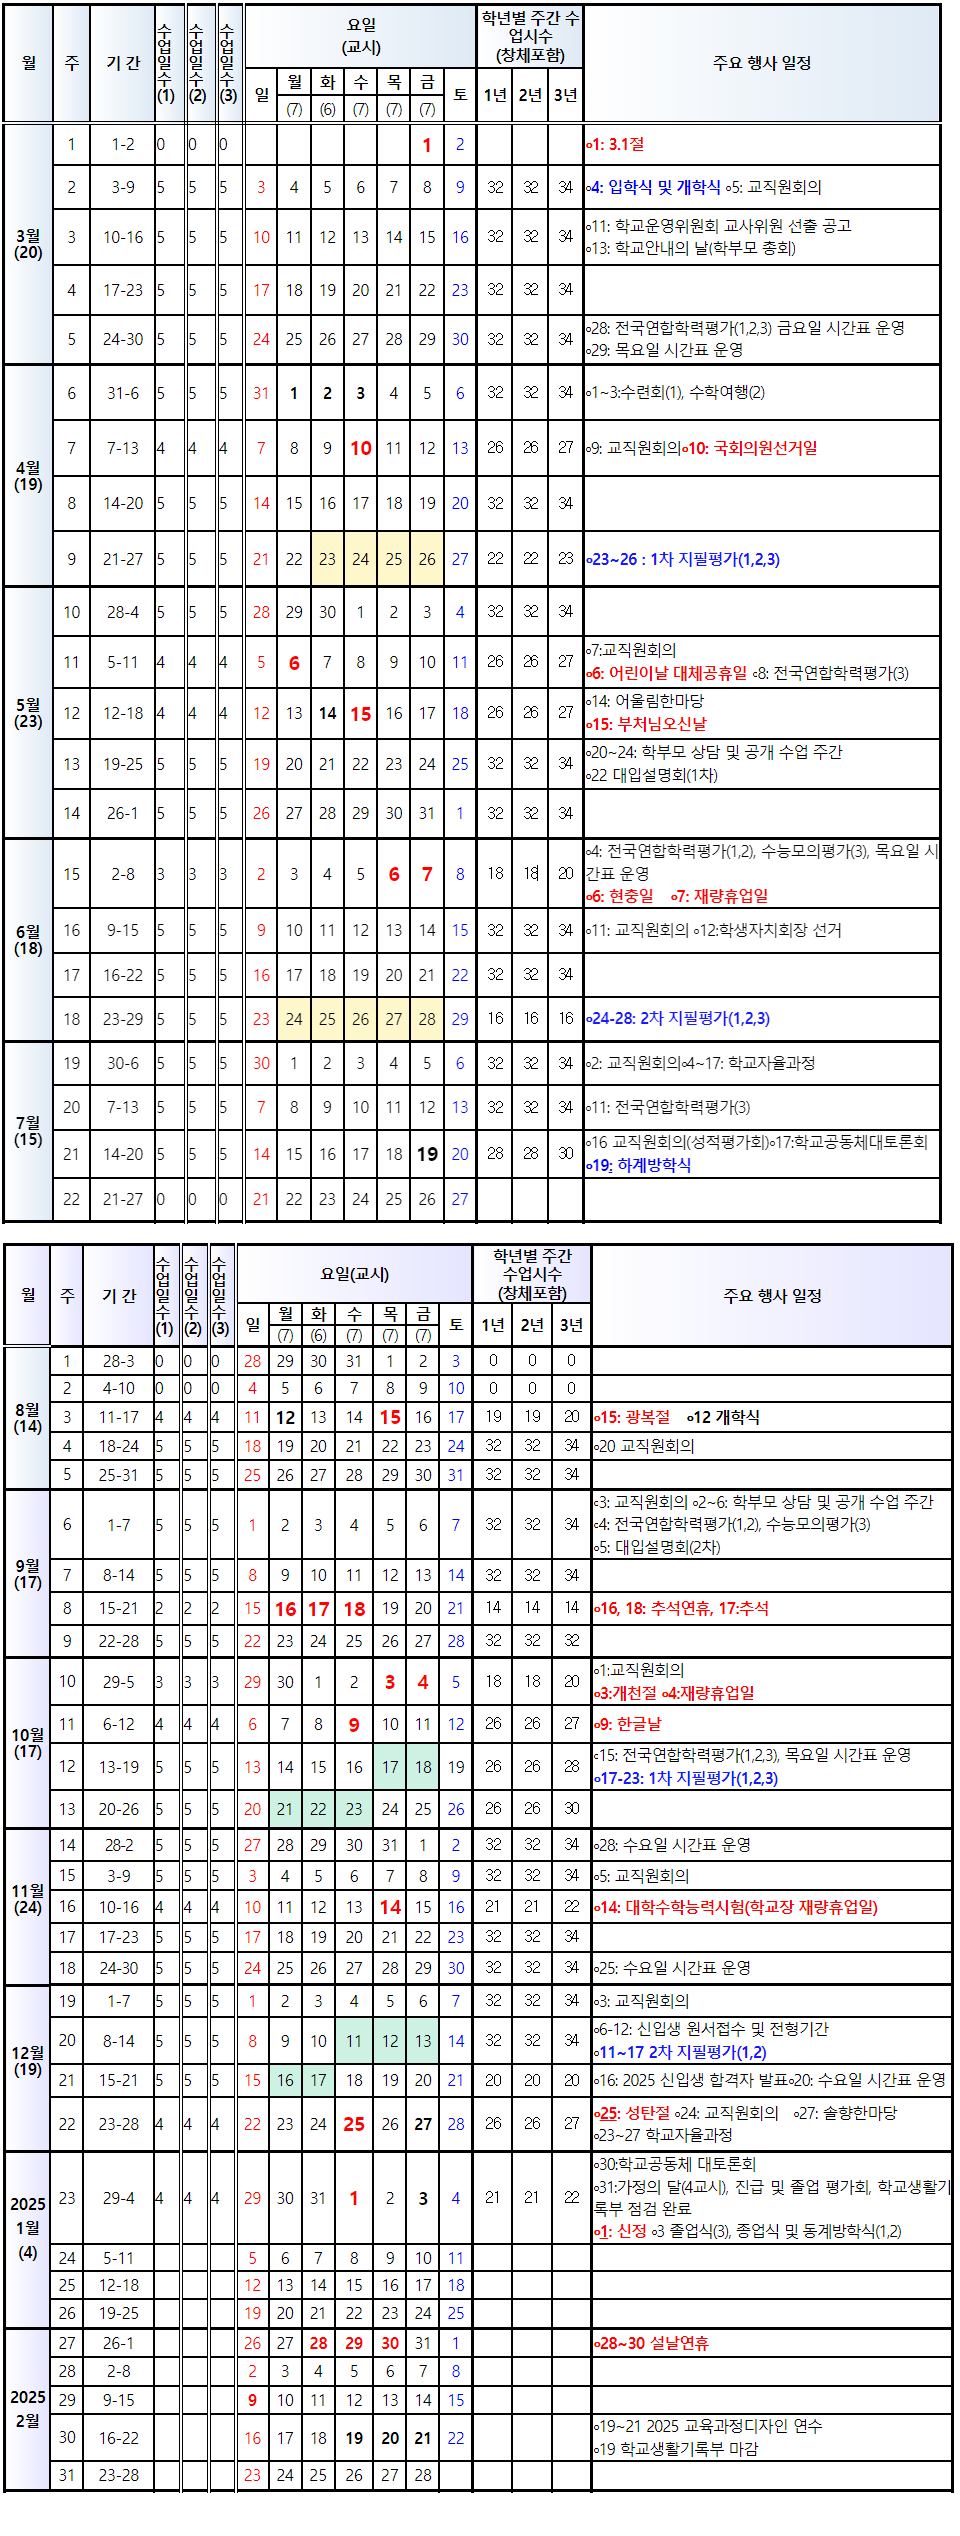 월 주 기 간 수업일수(1) 수업일수(2) 수업일수(3) 요일 (교시) 학년별 주간 수업시수 (창체포함) 주요 행사 일정
일 월 화 수 목 금 토 1년 2년 3년
(7) (6) (7) (7) (7)
3월 (20)
1 1-2 0 0 0 1 2 ∘1: 3.1절
2 3-9 5 5 5 3 4 5 6 7 8 9 32 32 34 ∘4: 입학식 및 개학식 ∘5: 교직원회의
3 10-16 5 5 5 10 11 12 13 14 15 16 32 32 34 ∘11: 학교운영위원회 교사위원 선출 공고
∘13: 학교안내의 날(학부모 총회)
4 17-23 5 5 5 17 18 19 20 21 22 23 32 32 34
5 24-30 5 5 5 24 25 26 27 28 29 30 32 32 34 ∘28: 전국연합학력평가(1,2,3) 금요일 시간표 운영
∘29: 목요일 시간표 운영
4월 (19)
6 31-6 5 5 5 31 1 2 3 4 5 6 32 32 34 ∘1~3:수련회(1), 수학여행(2)
7 7-13 4 4 4 7 8 9 10 11 12 13 26 26 27 ∘9: 교직원회의∘10: 국회의원선거일
8 14-20 5 5 5 14 15 16 17 18 19 20 32 32 34
9 21-27 5 5 5 21 22 23 24 25 26 27 22 22 23 ∘23~26 : 1차 지필평가(1,2,3)
5월 (23)
10 28-4 5 5 5 28 29 30 1 2 3 4 32 32 34
11 5-11 4 4 4 5 6 7 8 9 10 11 26 26 27 ∘7:교직원회의
∘6: 어린이날 대체공휴일 ∘8: 전국연합학력평가(3)
12 12-18 4 4 4 12 13 14 15 16 17 18 26 26 27 ∘14: 어울림한마당
∘15: 부처님오신날
13 19-25 5 5 5 19 20 21 22 23 24 25 32 32 34 ∘20~24: 학부모 상담 및 공개 수업 주간
∘22 대입설명회(1차)
14 26-1 5 5 5 26 27 28 29 30 31 1 32 32 34
6월 (18)
15 2-8 3 3 3 2 3 4 5 6 7 8 18 18 20 ∘4: 전국연합학력평가(1,2), 수능모의평가(3), 목요일 시
간표 운영
∘6: 현충일 ∘7: 재량휴업일
16 9-15 5 5 5 9 10 11 12 13 14 15 32 32 34 ∘11: 교직원회의 ∘12:학생자치회장 선거
17 16-22 5 5 5 16 17 18 19 20 21 22 32 32 34
18 23-29 5 5 5 23 24 25 26 27 28 29 16 16 16 ∘24-28: 2차 지필평가(1,2,3)
7월 (15)
19 30-6 5 5 5 30 1 2 3 4 5 6 32 32 34 ∘2: 교직원회의∘4~17: 학교자율과정
20 7-13 5 5 5 7 8 9 10 11 12 13 32 32 34 ∘11: 전국연합학력평가(3)
21 14-20 5 5 5 14 15 16 17 18 19 20 28 28 30 ∘16 교직원회의(성적평가회)∘17:학교공동체대토론회
∘19: 하계방학식
22 21-27 0 0 0 21 22 23 24 25 26 27
월 주 기 간 수업일수(1) 수업일수(2) 수업일수(3) 요일(교시) 학년별 주간 수업시수 (창체포함) 주요 행사 일정
일 월 화 수 목 금 토 1년 2년 3년
(7) (6) (7) (7) (7)
8월 (14)
1 28-3 0 0 0 28 29 30 31 1 2 3 0 0 0
2 4-10 0 0 0 4 5 6 7 8 9 10 0 0 0
3 11-17 4 4 4 11 12 13 14 15 16 17 19 19 20 ∘15: 광복절 ∘12 개학식
4 18-24 5 5 5 18 19 20 21 22 23 24 32 32 34 ∘20 교직원회의
5 25-31 5 5 5 25 26 27 28 29 30 31 32 32 34
9월 (17)
6 1-7 5 5 5 1 2 3 4 5 6 7 32 32 34 ∘3: 교직원회의 ∘2~6: 학부모 상담 및 공개 수업 주간
∘4: 전국연합학력평가(1,2), 수능모의평가(3)
∘5: 대입설명회(2차)
7 8-14 5 5 5 8 9 10 11 12 13 14 32 32 34
8 15-21 2 2 2 15 16 17 18 19 20 21 14 14 14 ∘16, 18: 추석연휴, 17:추석
9 22-28 5 5 5 22 23 24 25 26 27 28 32 32 32
10월 (17)
10 29-5 3 3 3 29 30 1 2 3 4 5 18 18 20 ∘1:교직원회의
∘3:개천절 ∘4:재량휴업일
11 6-12 4 4 4 6 7 8 9 10 11 12 26 26 27 ∘9: 한글날
12 13-19 5 5 5 13 14 15 16 17 18 19 26 26 28 ∘15: 전국연합학력평가(1,2,3), 목요일 시간표 운영
∘17-23: 1차 지필평가(1,2,3)
13 20-26 5 5 5 20 21 22 23 24 25 26 26 26 30
11월 (24)
14 28-2 5 5 5 27 28 29 30 31 1 2 32 32 34 ∘28: 수요일 시간표 운영
15 3-9 5 5 5 3 4 5 6 7 8 9 32 32 34 ∘5: 교직원회의
16 10-16 4 4 4 10 11 12 13 14 15 16 21 21 22 ∘14: 대학수학능력시험(학교장 재량휴업일)
17 17-23 5 5 5 17 18 19 20 21 22 23 32 32 34
18 24-30 5 5 5 24 25 26 27 28 29 30 32 32 34 ∘25: 수요일 시간표 운영
12월 (19)
19 1-7 5 5 5 1 2 3 4 5 6 7 32 32 34 ∘3: 교직원회의
20 8-14 5 5 5 8 9 10 11 12 13 14 32 32 34 ∘6-12: 신입생 원서접수 및 전형기간
∘11~17 2차 지필평가(1,2)
21 15-21 5 5 5 15 16 17 18 19 20 21 20 20 20 ∘16: 2025 신입생 합격자 발표∘20: 수요일 시간표 운영
22 23-28 4 4 4 22 23 24 25 26 27 28 26 26 27 ∘25: 성탄절 ∘24: 교직원회의 ∘27: 솔향한마당
∘23~27 학교자율과정
2025 1월 (4)
23 29-4 4 4 4 29 30 31 1 2 3 4 21 21 22 ∘30:학교공동체 대토론회
∘31:가정의 달(4교시), 진급 및 졸업 평가회, 학교생활기
록부 점검 완료
∘1: 신정 ∘3 졸업식(3), 종업식 및 동계방학식(1,2)
24 5-11 5 6 7 8 9 10 11
25 12-18 12 13 14 15 16 17 18
26 19-25 19 20 21 22 23 24 25
2025 2월
27 26-1 26 27 28 29 30 31 1 ∘28~30 설날연휴
28 2-8 2 3 4 5 6 7 8
29 9-15 9 10 11 12 13 14 15
30 16-22 16 17 18 19 20 21 22 ∘19~21 2025 교육과정디자인 연수
∘19 학교생활기록부 마감
31 23-28 23 24 25 26 27 28